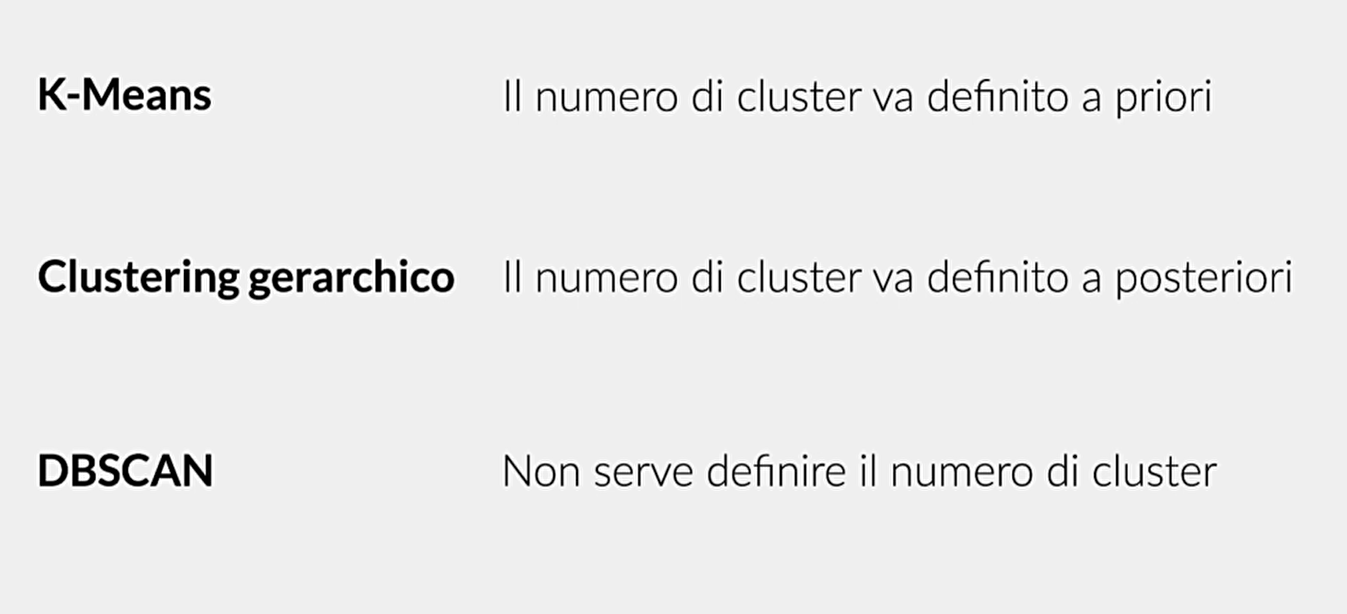 K-Means Il numero di cluster va definito a priori
Clustering gerarchico Il numero di cluster va definito a posteriori
DBSCAN Non serve definire il numero di cluster